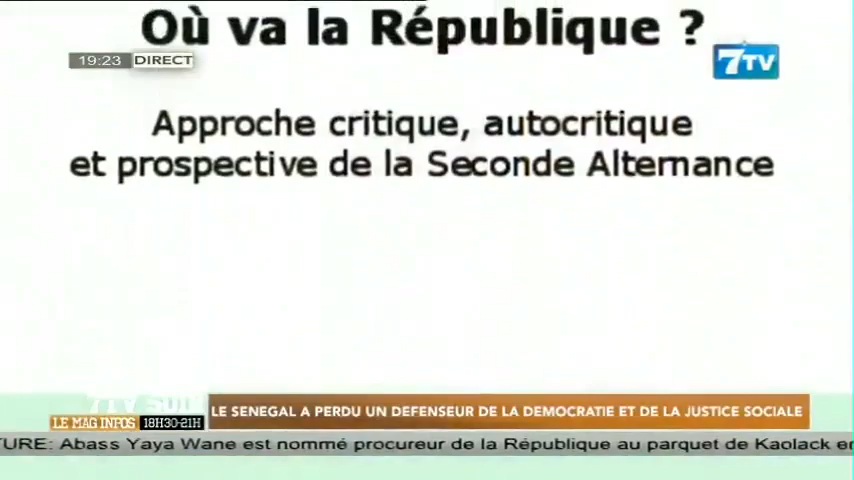 Où va la République ?
19:23 DIRECT
7TV
Approche critique, autocritique
et prospective de la Seconde Alternance
LE SENEGAL A PERDU UN DEFENSEUR DE LA DEMOCRATIE ET DE LA JUSTICE SOCIALE
LE MAG INFOS 18H30-21H
TURE: Abass Yaya Wane est nommé procureur de la République au parquet de Kaolack en